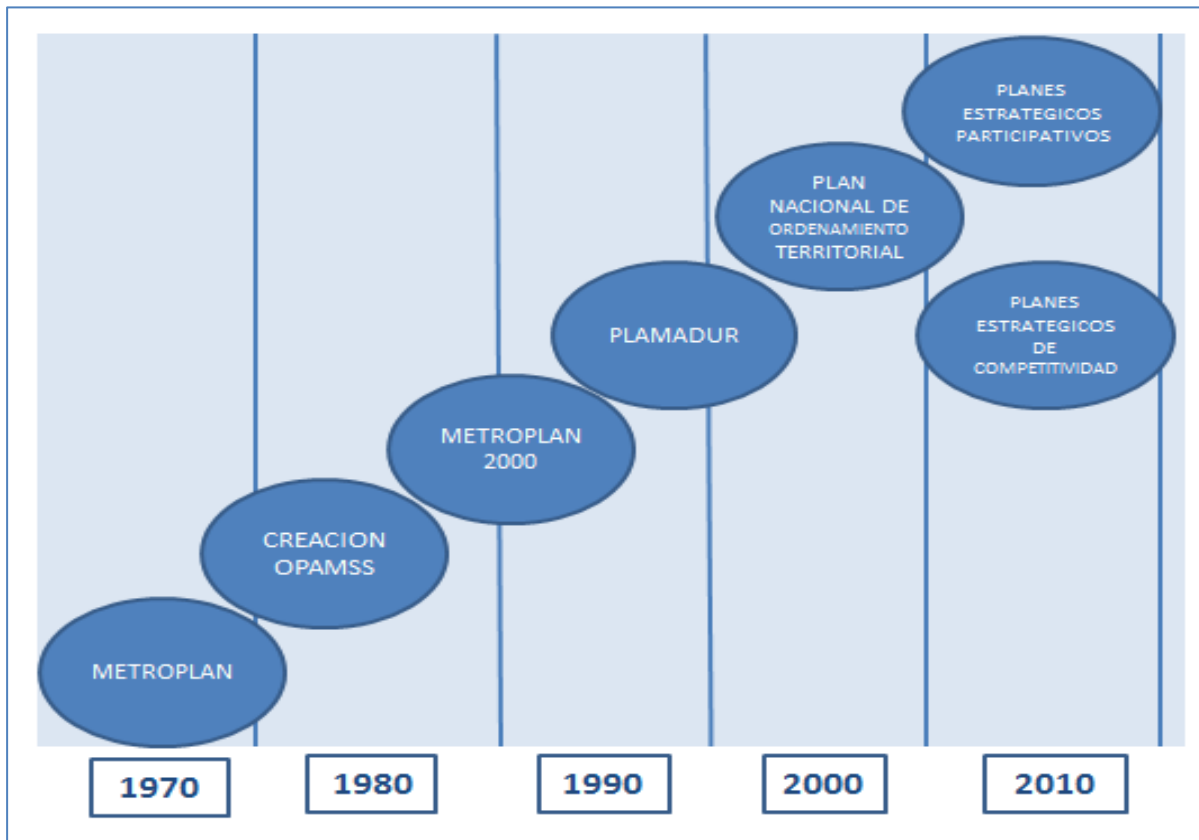 PLANES
ESTRATEGICOS
PARTICIPATIVOS
PLAN
NACIONAL DE
ORDENAMIENTO
TERRITORIAL
PLANES
ESTRATEGICOS
DE
COMPETITIVIDAD
PLAMADUR
METROPLAN
2000
CREACION
OPAMSS
METROPLAN
1970
1980
1990
2000
2010